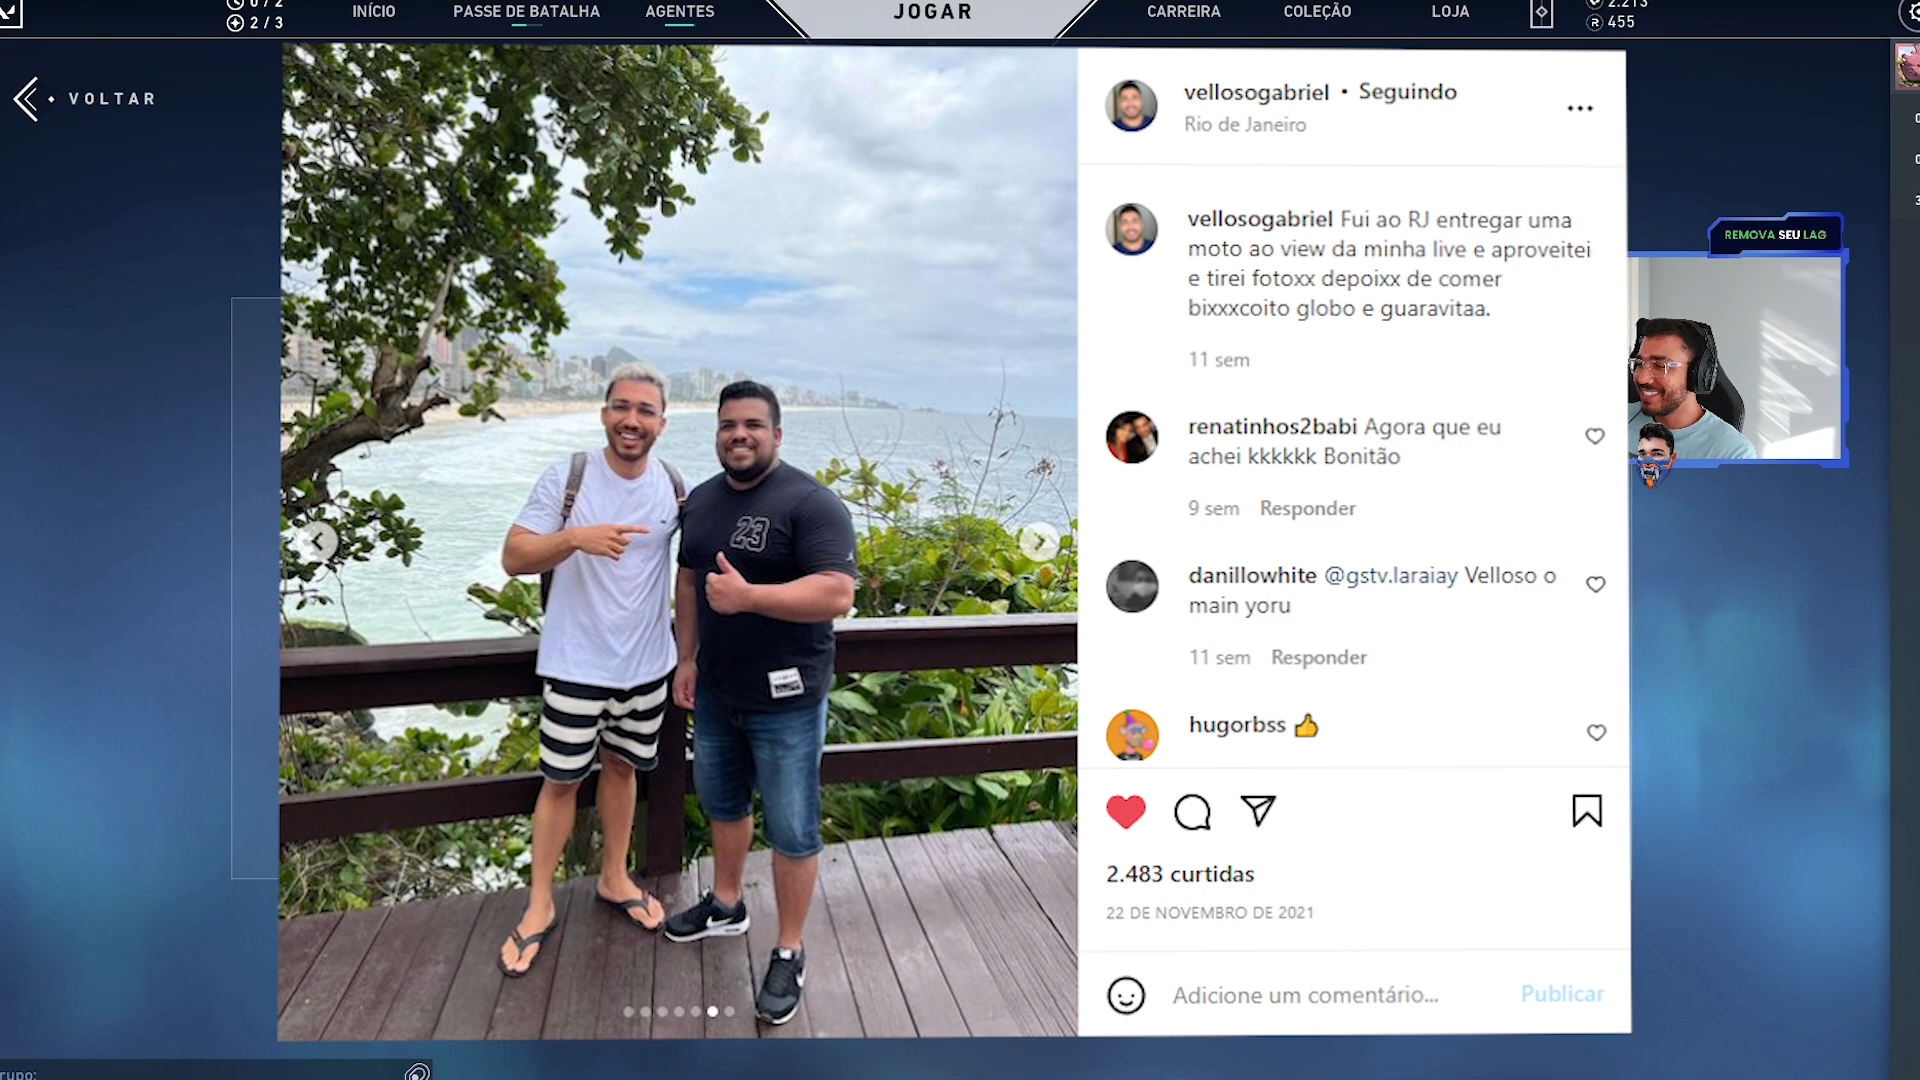 0 / 2
2 / 3
INÍCIO
PASSE DE BATALHA
AGENTES
JOGAR
CARREIRA
COLEÇÃO
LOJA
2.213
R 455
VOLTAR
vellosogabriel • Seguindo
Rio de Janeiro
vellosogabriel Fui ao RJ entregar uma
moto ao view da minha live e aproveitei
e tirei fotoxx depoixx de comer
bixxxcoito globo e guaravitaa.
11 sem
renatinhos2babi Agora que eu
achei kkkkkk Bonitão
9 sem Responder
danillowhite @gstv.laraiay Velloso o
main yoru
11 sem Responder
hugorbss 👍
2.483 curtidas
22 DE NOVEMBRO DE 2021
Adicione um comentário...
Publicar
REMOVA SEU LAG
23